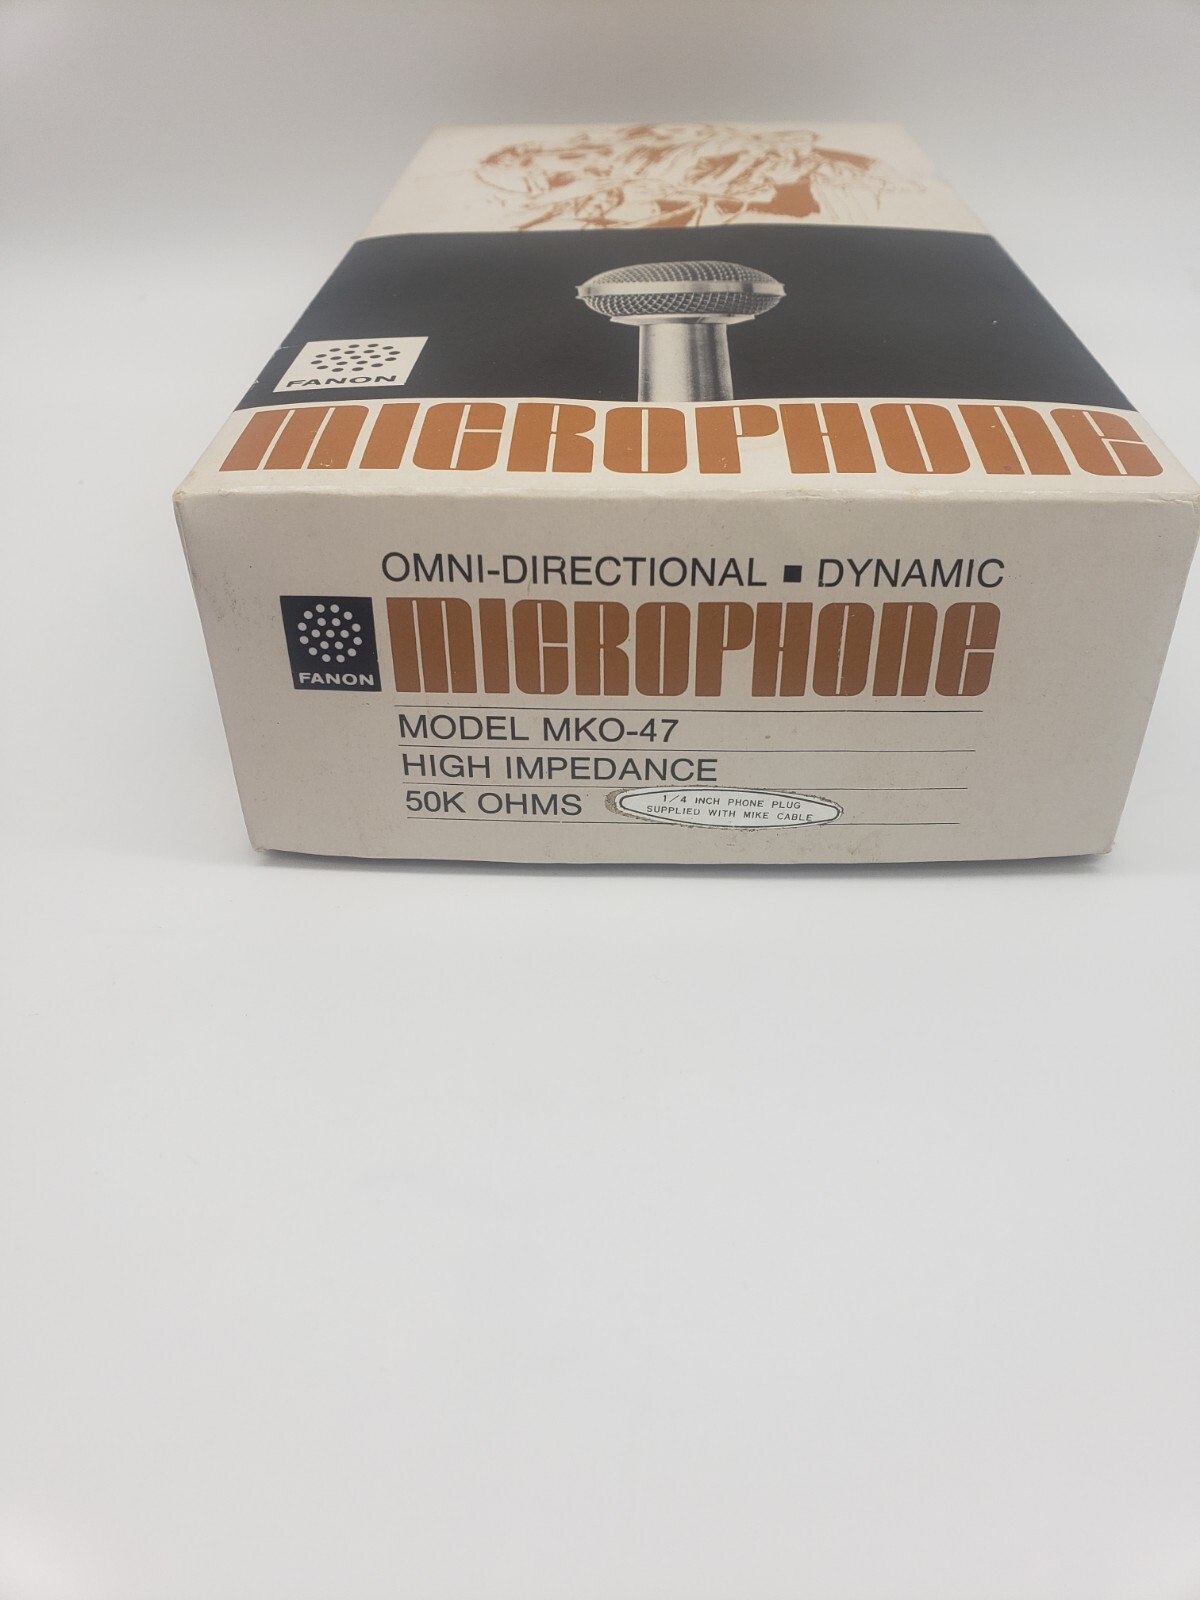 FANON
MICROPHONE
OMNI-DIRECTIONAL ▪ DYNAMIC
FANON
MICROPHONE
MODEL MKO-47
HIGH IMPEDANCE
50K OHMS
1/4 INCH PHONE PLUG
SUPPLIED WITH MIKE CABLE